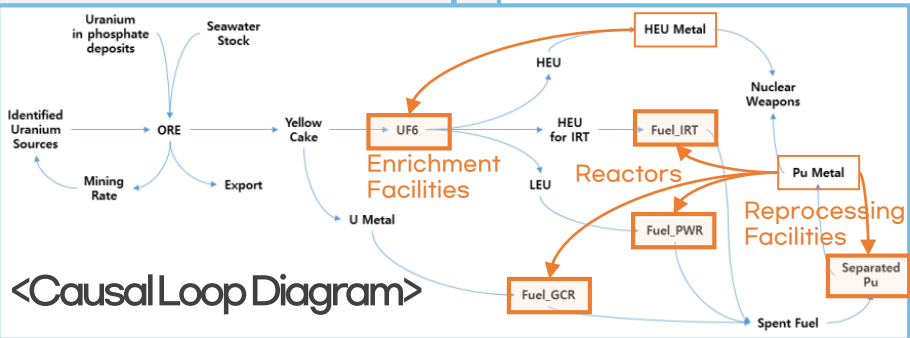 Uranium
in phosphate
deposits
Seawater
Stock
HEU Metal
HEU
Nuclear
Weapons
Identified
Uranium
Sources
ORE
Yellow
Cake
UF6
HEU
for IRT
Fuel_IRT
Enrichment
Facilities
Reactors
Pu Metal
Mining
Rate
Export
LEU
U Metal
Fuel_PWR
Reprocessing
Facilities
Separated
Pu
<Causal Loop Diagram>
Fuel_GCR
Spent Fuel